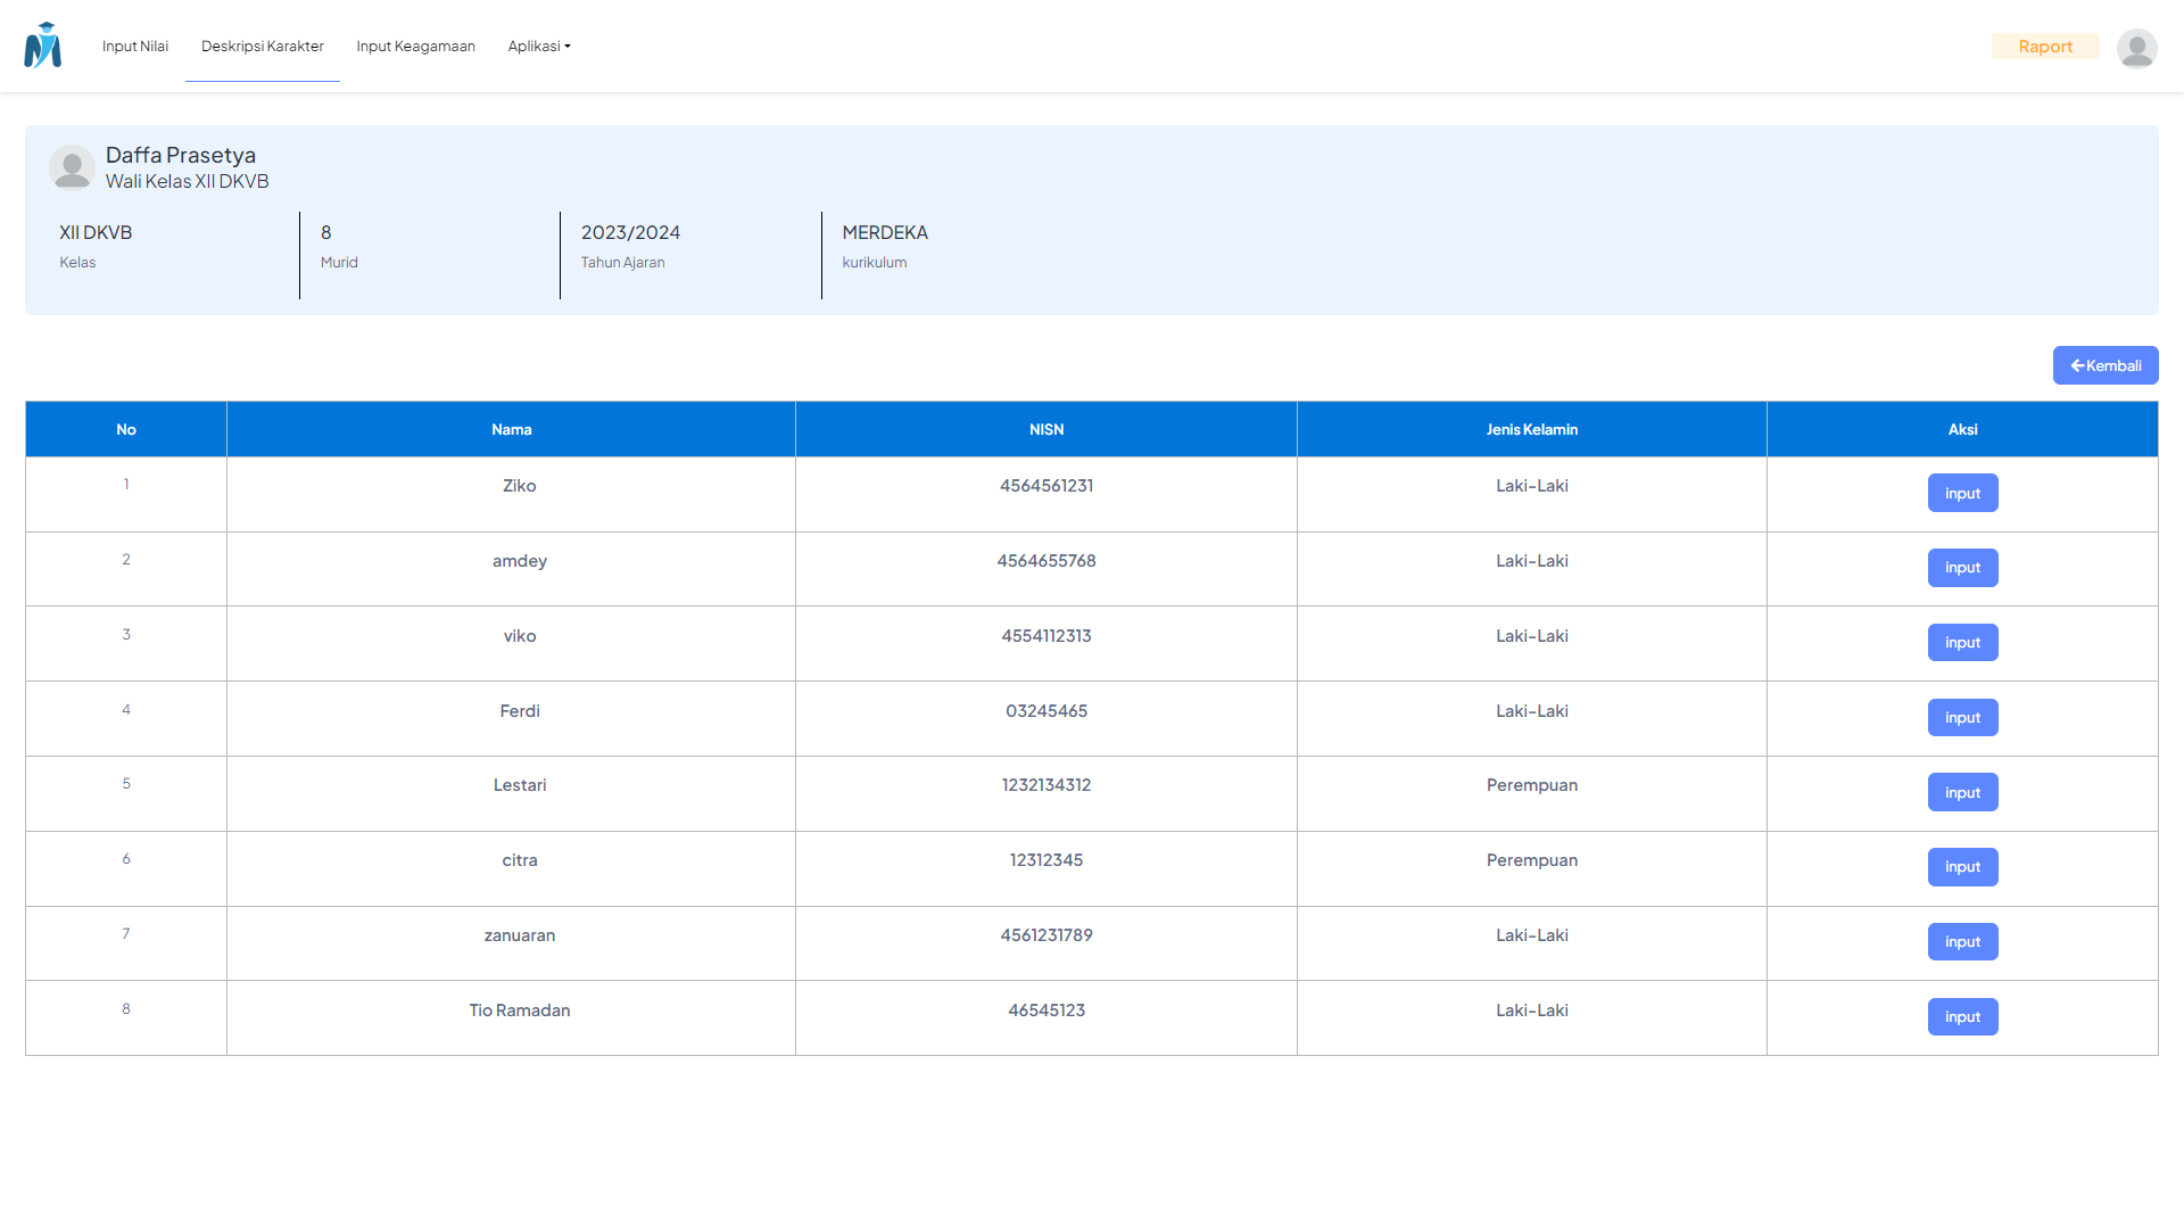 Input Nilai Deskripsi Karakter Input Keagamaan Aplikasi Raport
Daffa Prasetya
Wali Kelas XII DKVB
XII DKVB 8 2023/2024 MERDEKA
Kelas Murid Tahun Ajaran kurikulum
Kembali
No Nama NISN Jenis Kelamin Aksi
1 Ziko 4564561231 Laki-Laki input
2 amdey 4564655768 Laki-Laki input
3 viko 4554112313 Laki-Laki input
4 Ferdi 03245465 Laki-Laki input
5 Lestari 1232134312 Perempuan input
6 citra 12312345 Perempuan input
7 zanuaran 4561231789 Laki-Laki input
8 Tio Ramadan 46545123 Laki-Laki input